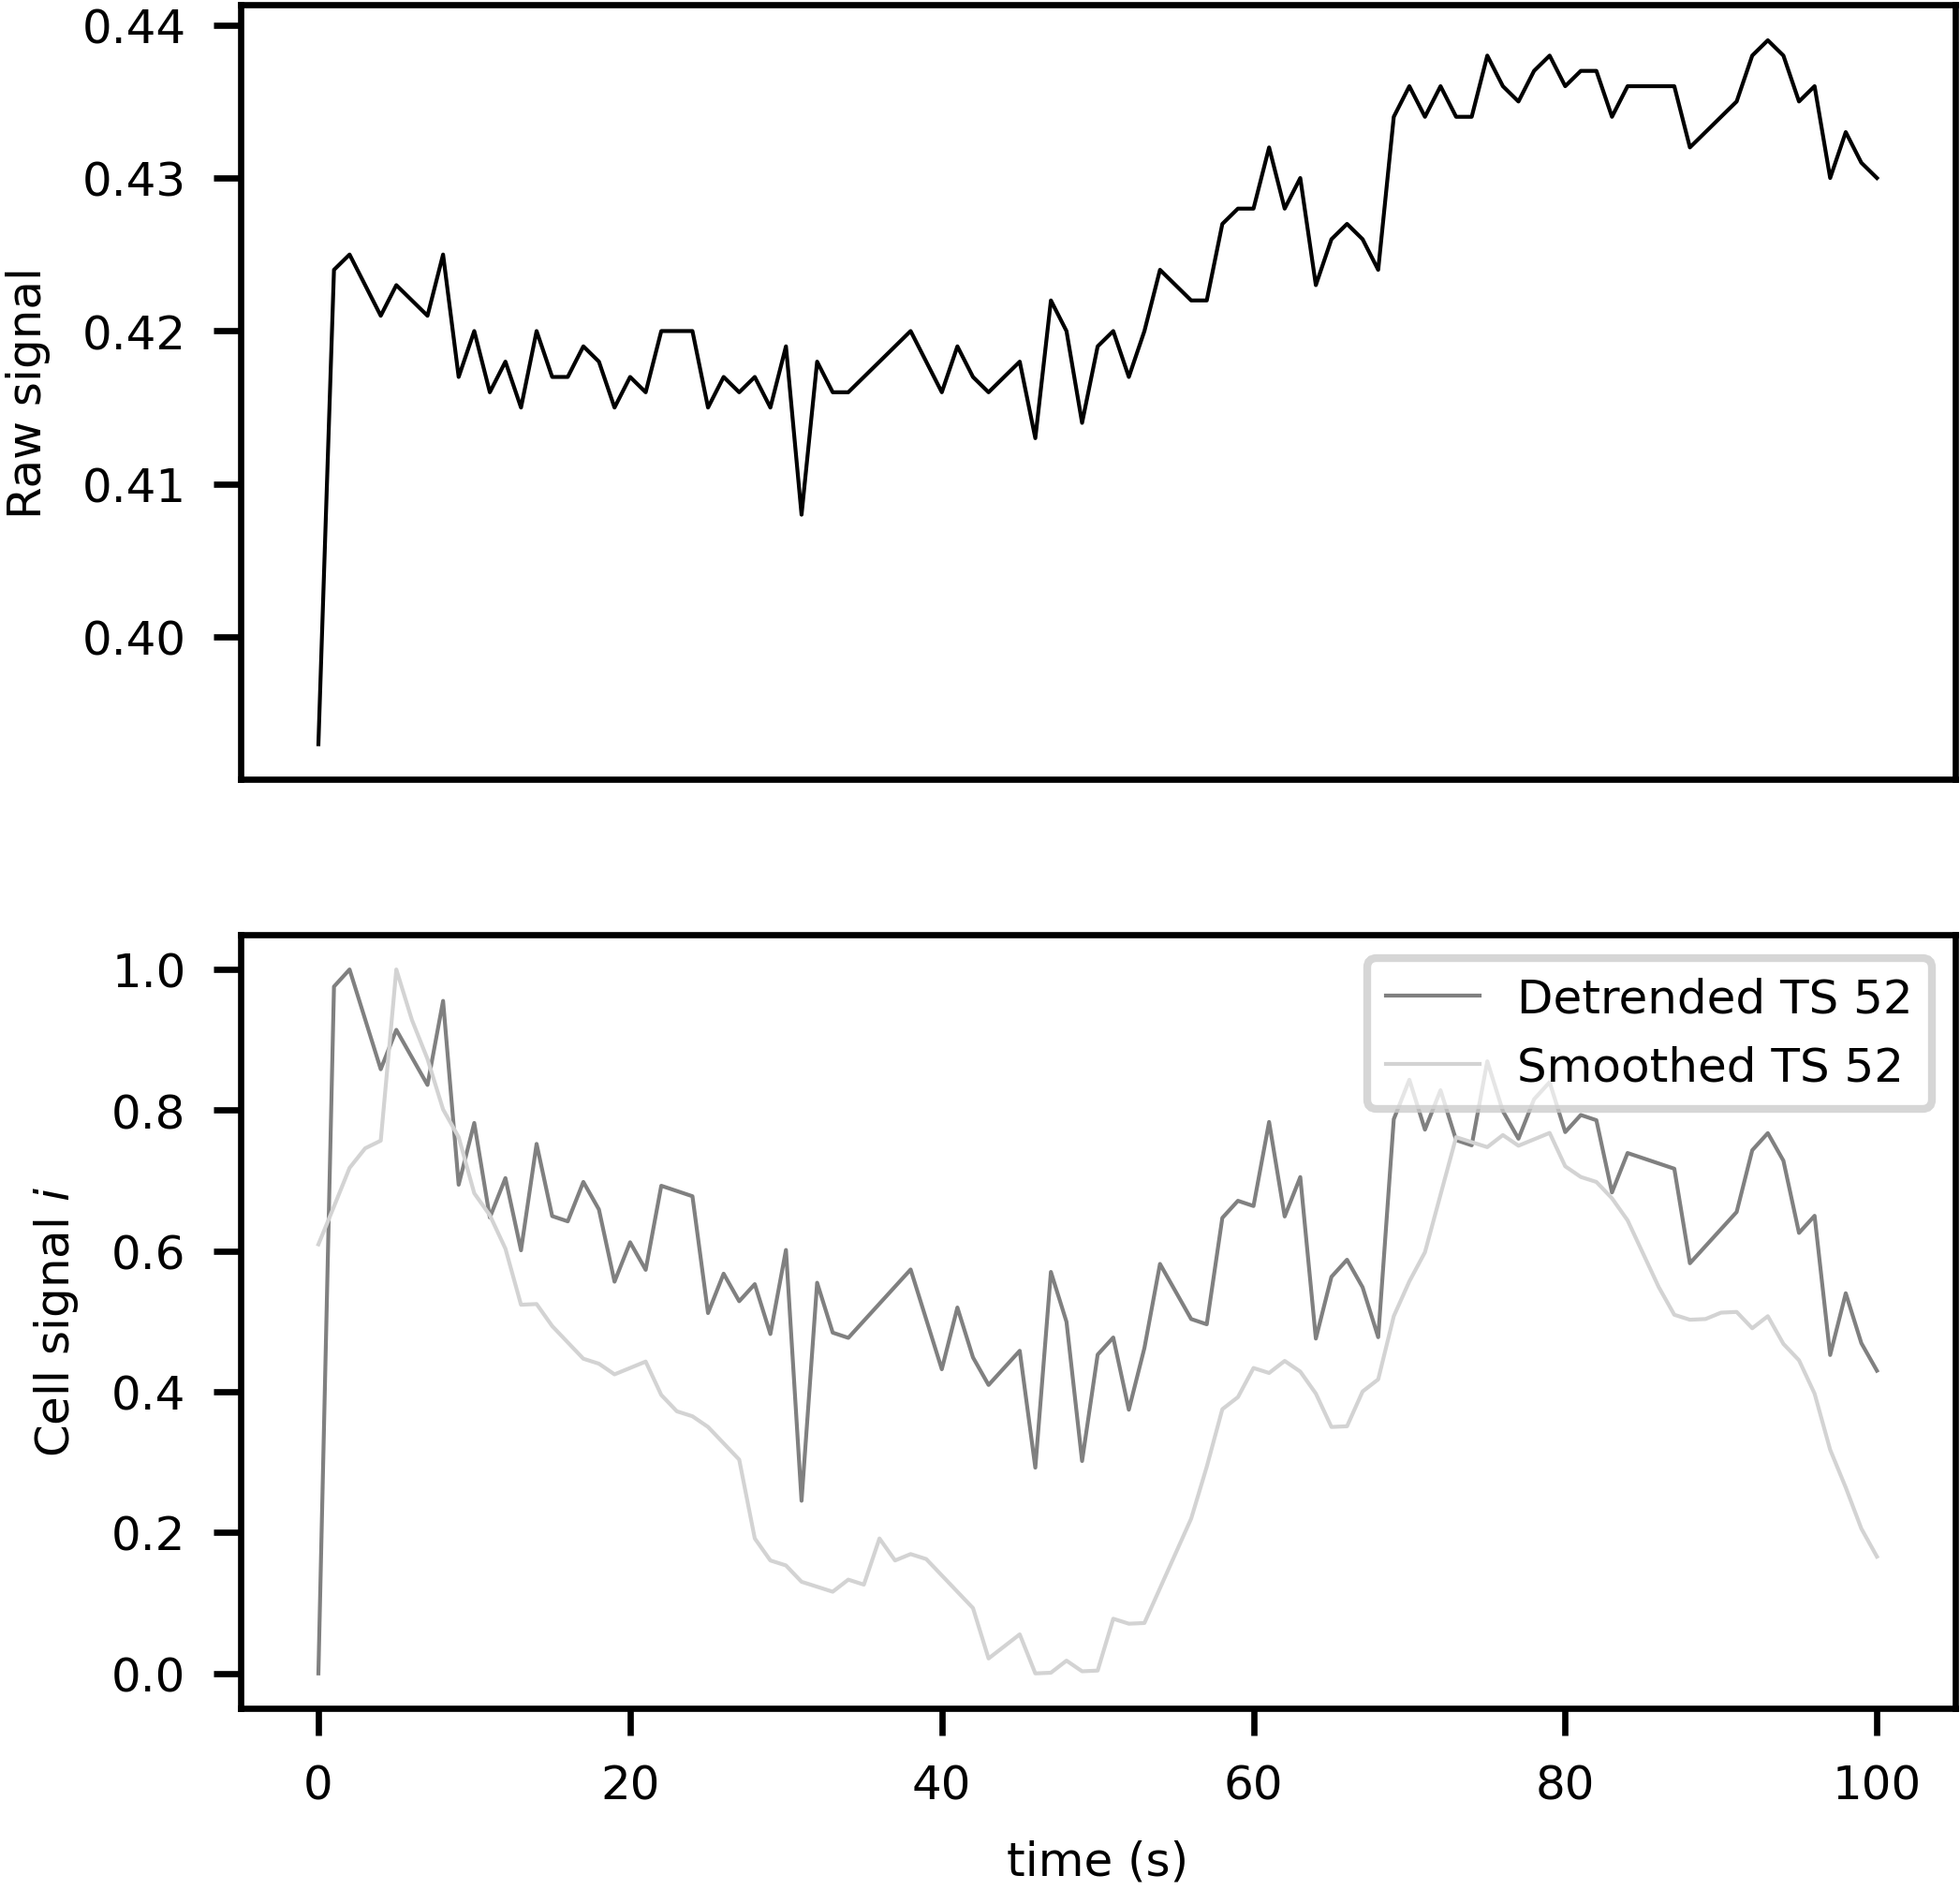 0.44
0.43
0.42
0.41
0.40
Raw signal
1.0
0.8
0.6
0.4
0.2
0.0
Cell signal i
Detrended TS 52
Smoothed TS 52
0 20 40 60 80 100
time (s)